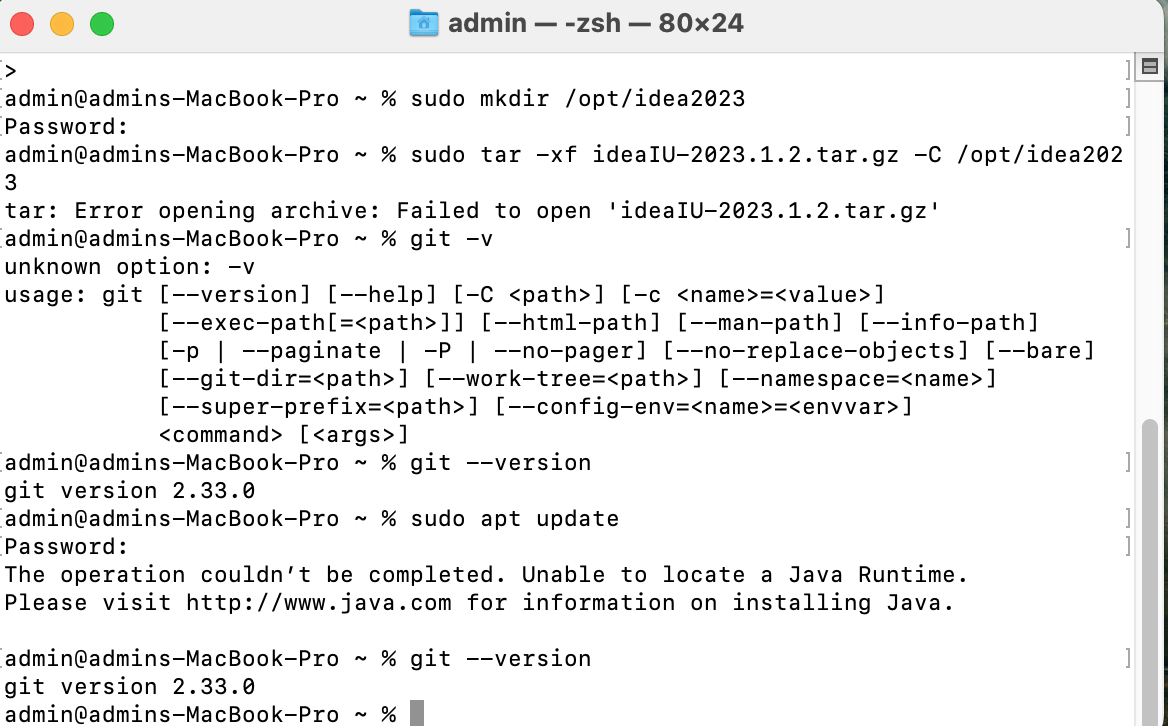 admin — -zsh — 80×24
>
admin@admins-MacBook-Pro ~ % sudo mkdir /opt/idea2023
Password:
admin@admins-MacBook-Pro ~ % sudo tar -xf ideaIU-2023.1.2.tar.gz -C /opt/idea202
3
tar: Error opening archive: Failed to open 'ideaIU-2023.1.2.tar.gz'
admin@admins-MacBook-Pro ~ % git -v
unknown option: -v
usage: git [--version] [--help] [-C <path>] [-c <name>=<value>]
           [--exec-path[=<path>]] [--html-path] [--man-path] [--info-path]
           [-p | --paginate | -P | --no-pager] [--no-replace-objects] [--bare]
           [--git-dir=<path>] [--work-tree=<path>] [--namespace=<name>]
           [--super-prefix=<path>] [--config-env=<name>=<envvar>]
           <command> [<args>]
admin@admins-MacBook-Pro ~ % git --version
git version 2.33.0
admin@admins-MacBook-Pro ~ % sudo apt update
Password:
The operation couldn’t be completed. Unable to locate a Java Runtime.
Please visit http://www.java.com for information on installing Java.
admin@admins-MacBook-Pro ~ % git --version
git version 2.33.0
admin@admins-MacBook-Pro ~ %